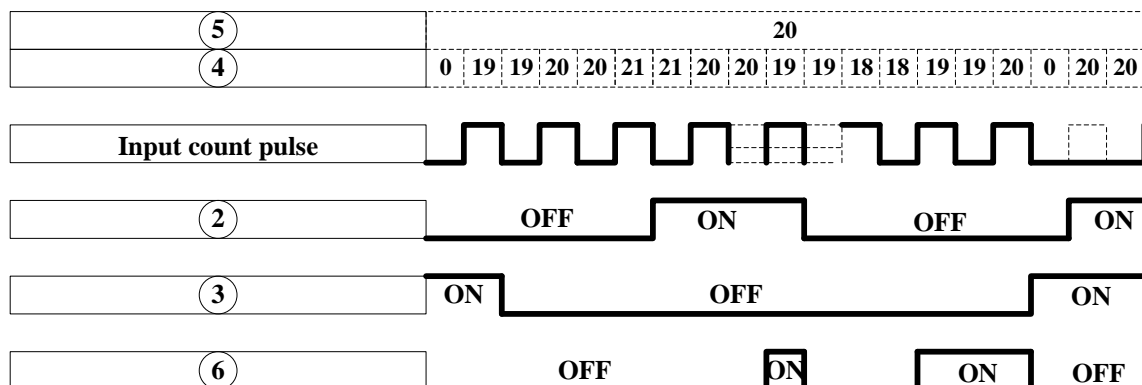 5 20
4 0 19 19 20 20 21 21 20 20 19 19 18 18 19 19 20 0 20 20
Input count pulse
2 OFF ON OFF ON
3 ON OFF ON
6 OFF ON ON OFF